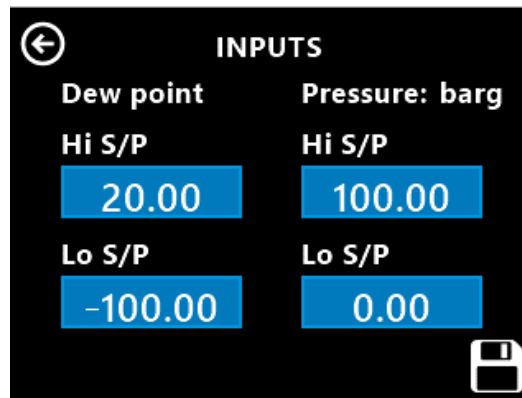 INPUTS
Dew point Pressure: barg
Hi S/P Hi S/P
20.00 100.00
Lo S/P Lo S/P
-100.00 0.00